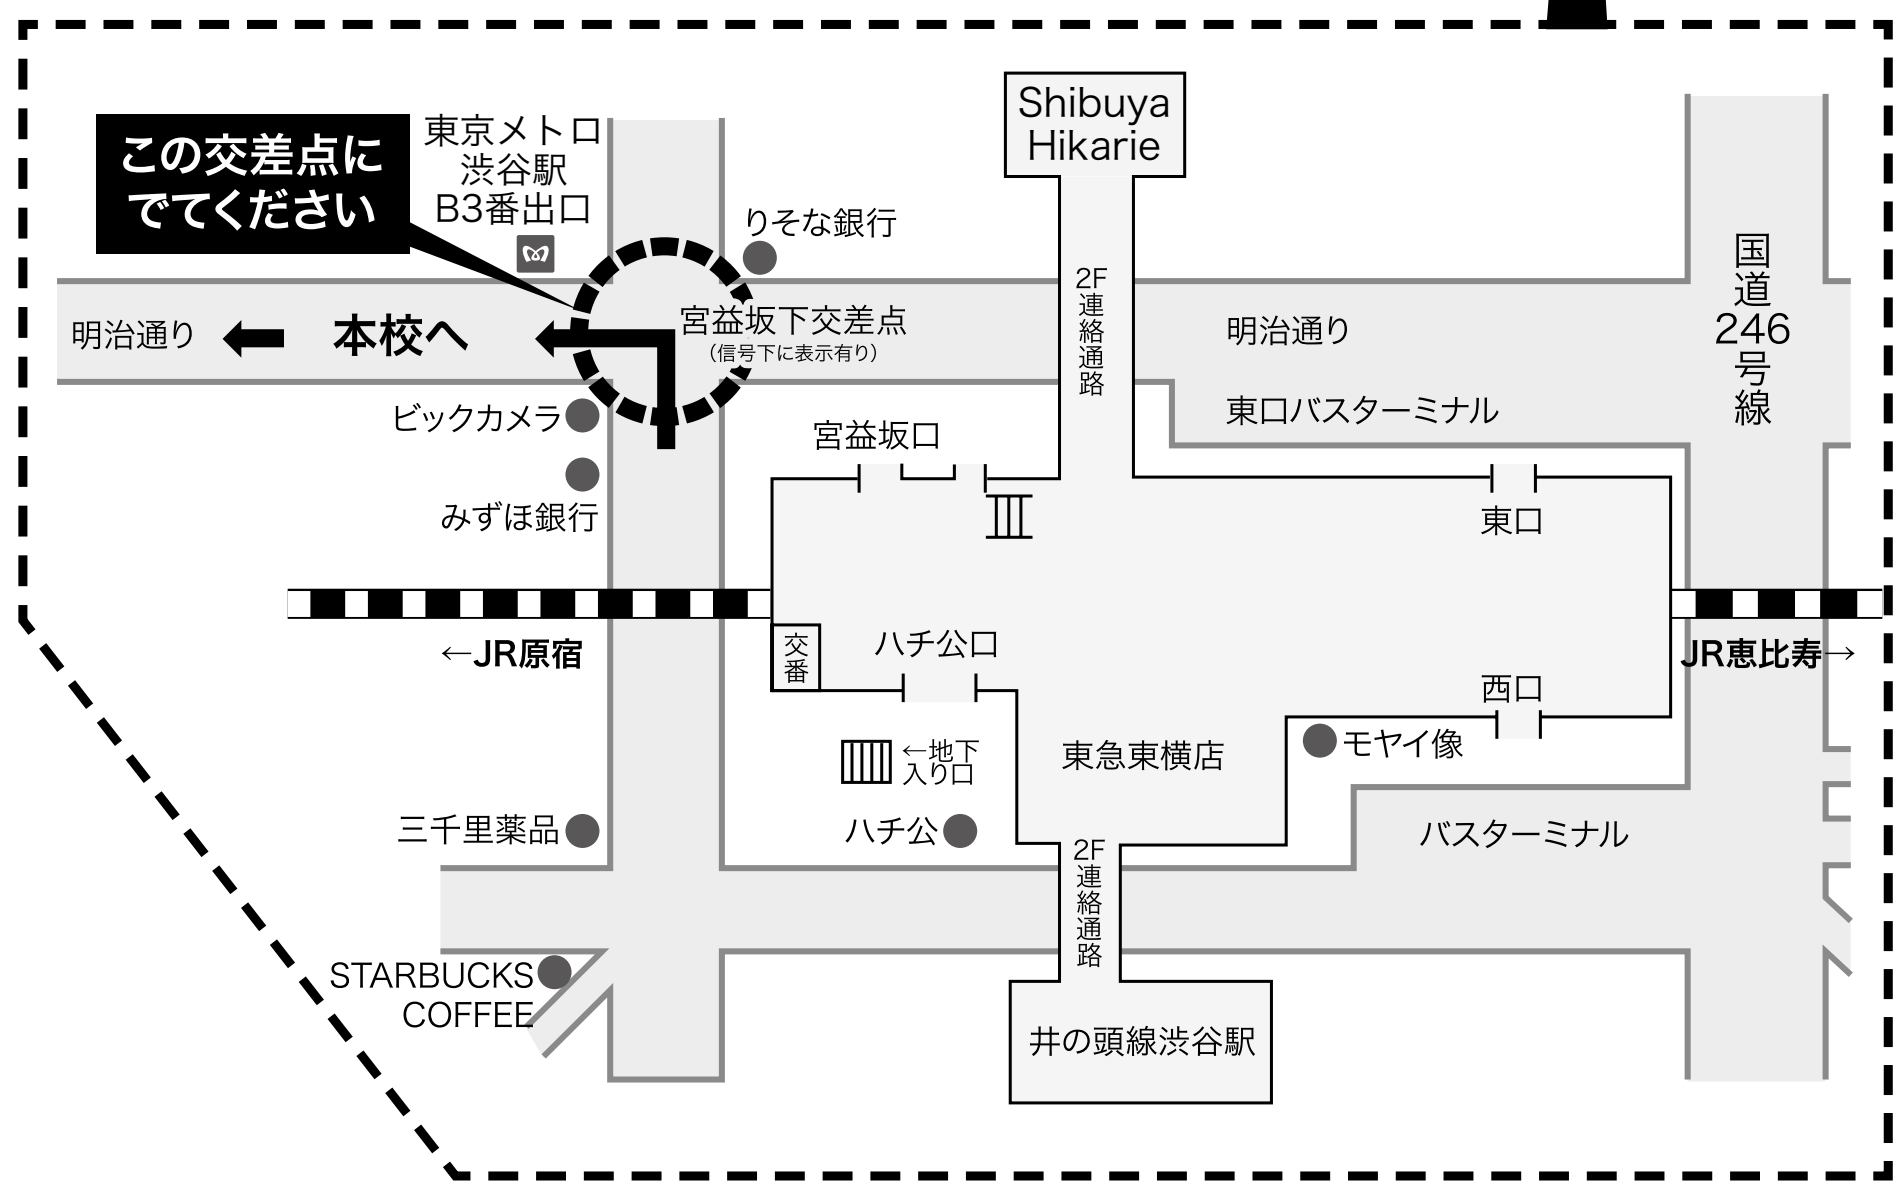 Shibuya
Hikarie
この交差点に
でてください
東京メトロ
渋谷駅
B3番出口
りそな銀行
国道246号線
2F連絡通路
明治通り
本校へ
宮益坂下交差点
(信号下に表示有り)
明治通り
ビックカメラ
東口バスターミナル
宮益坂口
みずほ銀行
東口
←JR原宿
交番
ハチ公口
JR恵比寿→
西口
←地下
入り口
東急東横店
モヤイ像
三千里薬品
ハチ公
バスターミナル
2F連絡通路
STARBUCKS
COFFEE
井の頭線渋谷駅